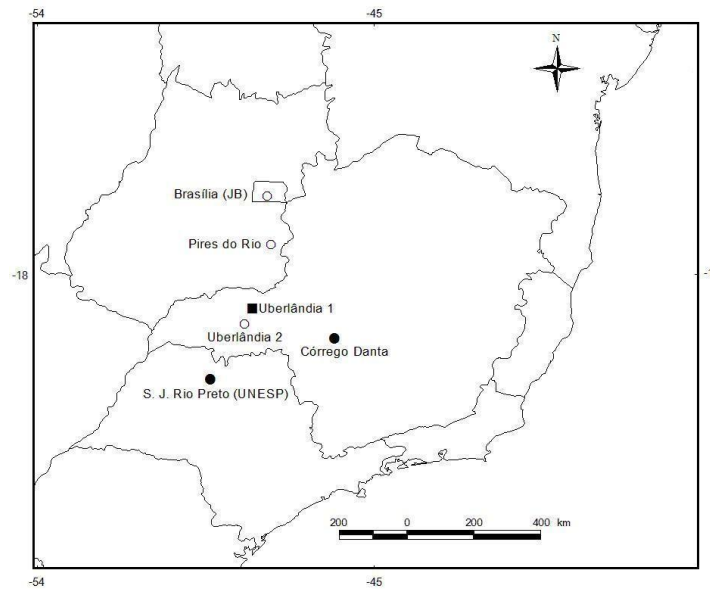 -54
-45
N
Brasília (JB)
Pires do Rio
-18
-1
Uberlândia 1
Uberlândia 2
Córrego Danta
S. J. Rio Preto (UNESP)
200 0 200 400 km
-54
-45